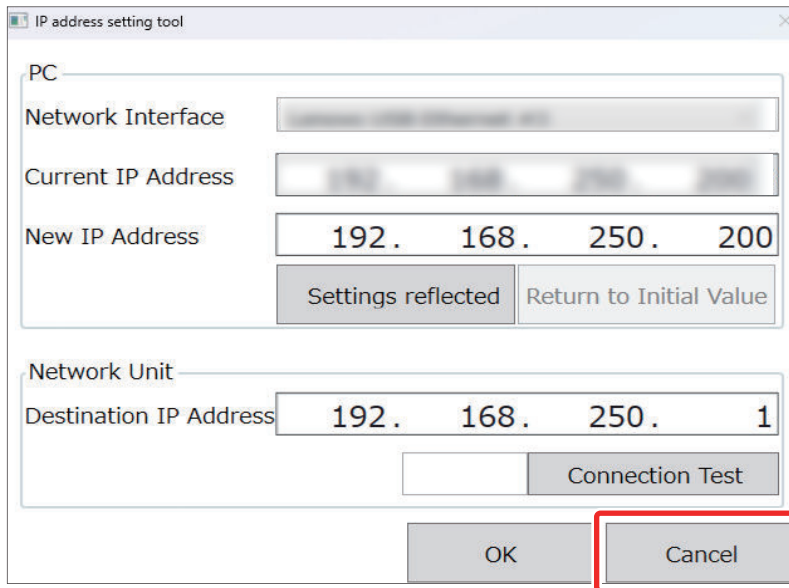 IP address setting tool
PC
Network Interface
Current IP Address
New IP Address 192. 168. 250. 200
Settings reflected Return to Initial Value
Network Unit
Destination IP Address 192. 168. 250. 1
Connection Test
OK Cancel